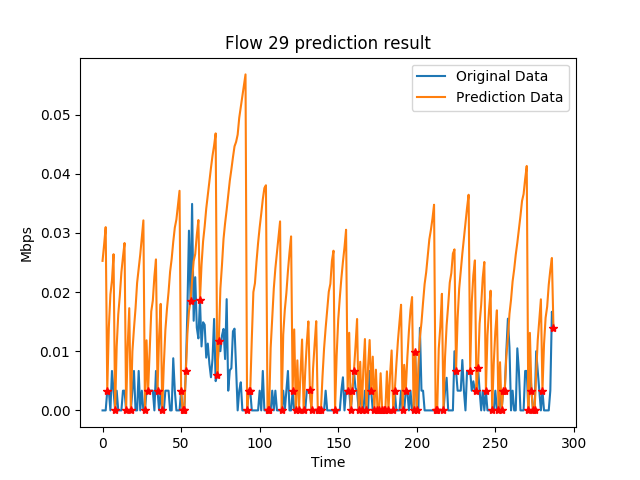 Flow 29 prediction result
Original Data
Prediction Data
Mbps
0.05
0.04
0.03
0.02
0.01
0.00
0 50 100 150 200 250 300
Time